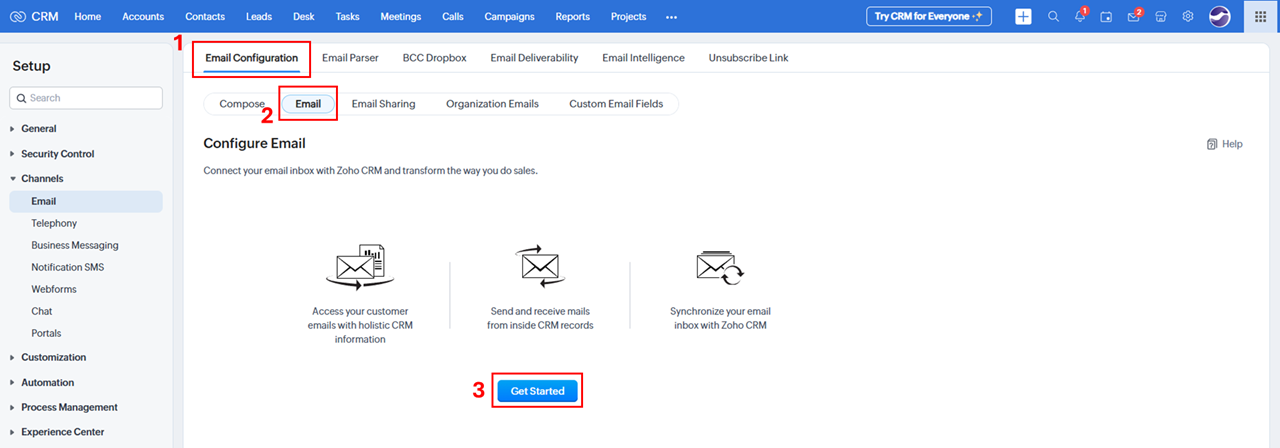 CRM Home Accounts Contacts Leads Desk Tasks Meetings Calls Campaigns Reports Projects ••• Try CRM for Everyone 1 2
1
Email Configuration Email Parser BCC Dropbox Email Deliverability Email Intelligence Unsubscribe Link
Setup
Search
General
Security Control
Channels
Email
Telephony
Business Messaging
Notification SMS
Webforms
Chat
Portals
Customization
Automation
Process Management
Experience Center
Compose Email Email Sharing Organization Emails Custom Email Fields
2
Configure Email
Help
Connect your email inbox with Zoho CRM and transform the way you do sales.
Access your customer
emails with holistic CRM
information
Send and receive mails
from inside CRM records
Synchronize your email
inbox with Zoho CRM
3 Get Started